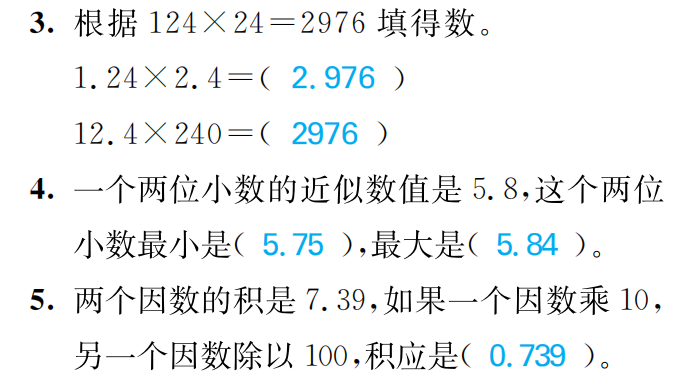 3. 根据 124×24=2976 填得数。
1.24×2.4=( 2.976 )
12.4×240=( 2976 )
4. 一个两位小数的近似数值是 5.8,这个两位
小数最小是( 5.75 ),最大是( 5.84 )。
5. 两个因数的积是 7.39,如果一个因数乘 10,
另一个因数除以 100,积应是( 0.739 )。